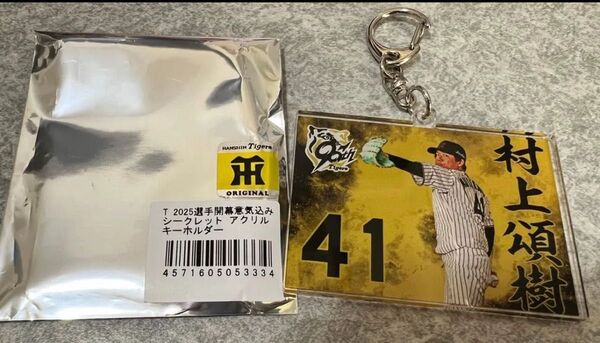 HANSHIN Tigers
HT
ORIGINAL
T 2025選手開幕意気込み
シークレット アクリル
キーホルダー
4571605053334
90th
Tigers
41
41
村上頌樹